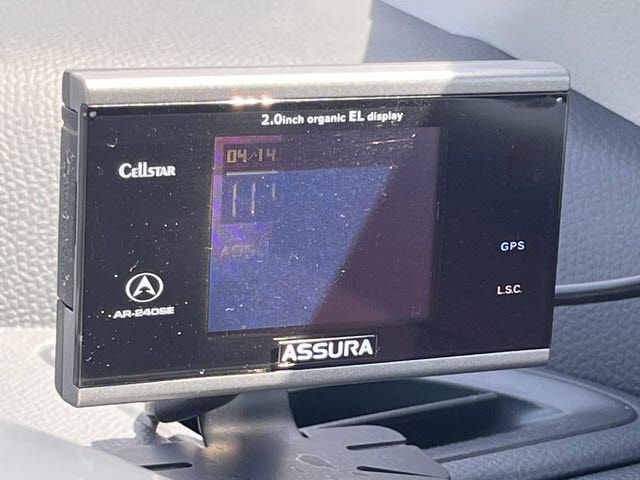 2.0inch organic EL display
CELLSTAR
04/14
GPS
AR-240SE
L.S.C.
ASSURA